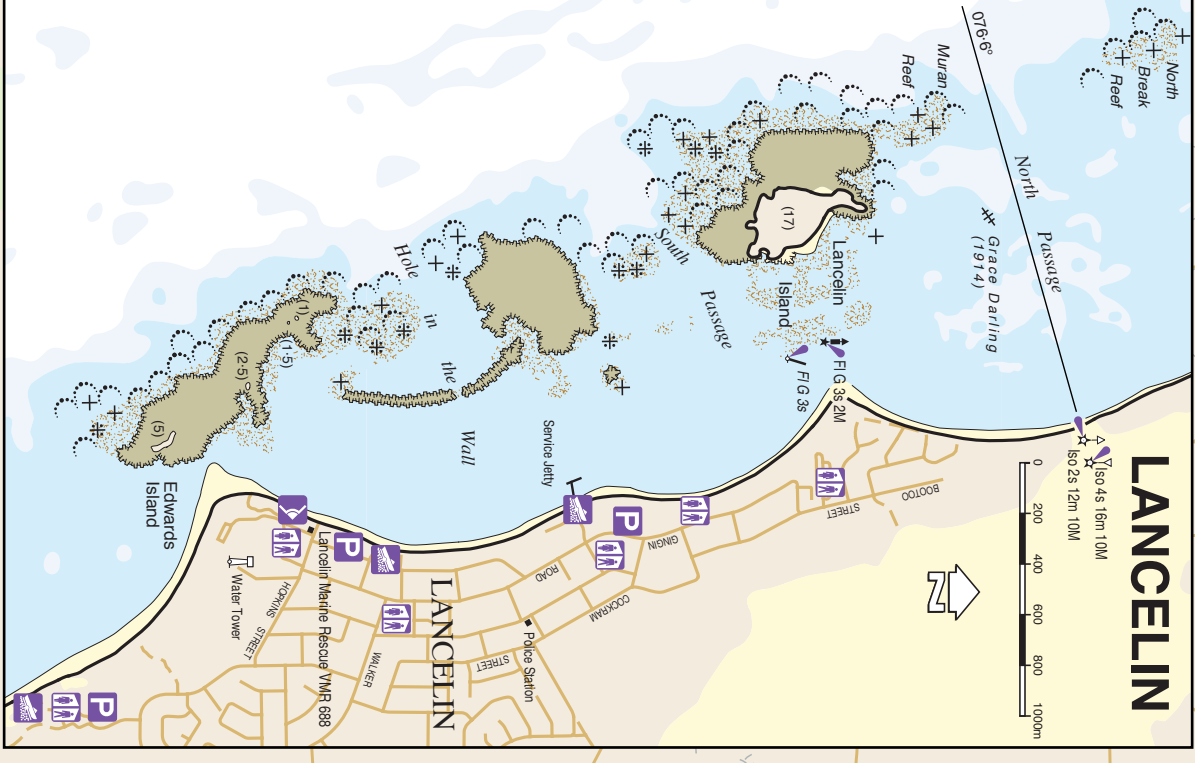 LANCELIN
0
200
400
600
800
1000m
N
North
Break
Reef
076·6°
North
Passage
Muran
Reef
Grace Darling
(1914)
Iso 4s 16m 10M
Iso 2s 12m 10M
(17)
Lancelin
Island
Fl G 3s 2M
Fl G 3s
South
Passage
BOOTOO
STREET
GINGIN
ROAD
COCKRAM
STREET
Service Jetty
P
Police Station
Hole
in
the
Wall
LANCELIN
WALKER
P
Lancelin Marine Rescue VMR 688
HOPKINS
STREET
Water Tower
(1)
(1·5)
(2·5)
(5)
Edwards
Island
P